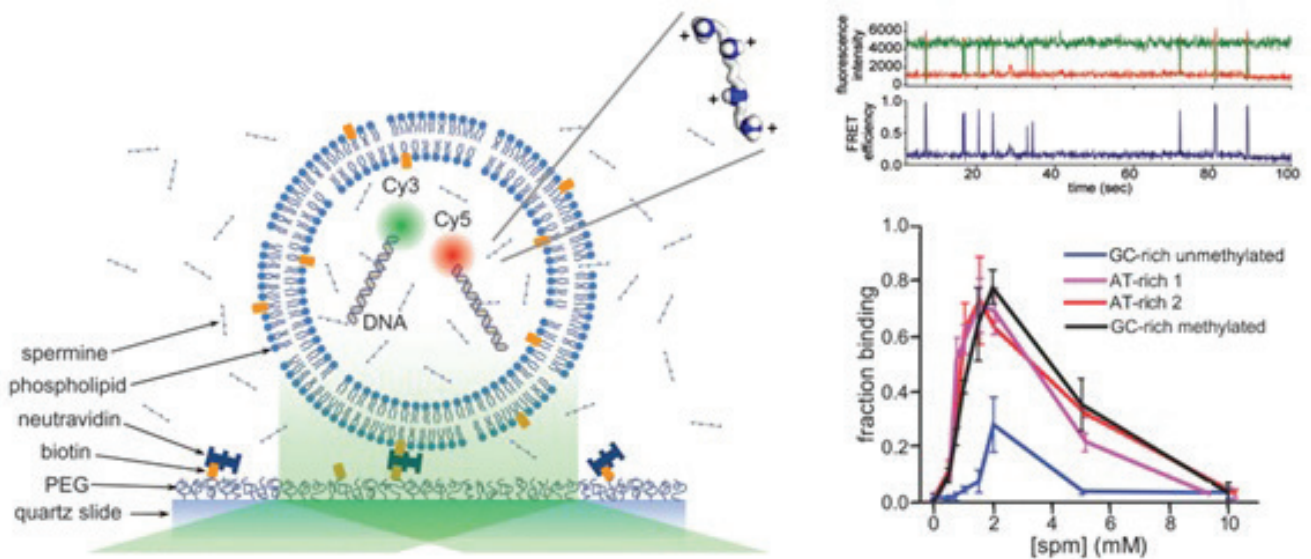 Cy3
Cy5
DNA
spermine
phospholipid
neutravidin
biotin
PEG
quartz slide
+
+
+
+
fluorescence
intensity
6000
4000
2000
0
FRET
efficiency
1.0
0.5
0.0
20
40
60
80
100
time (sec)
fraction binding
1.0
0.8
0.6
0.4
0.2
0.0
GC-rich unmethylated
AT-rich 1
AT-rich 2
GC-rich methylated
0
2
4
6
8
10
[spm] (mM)